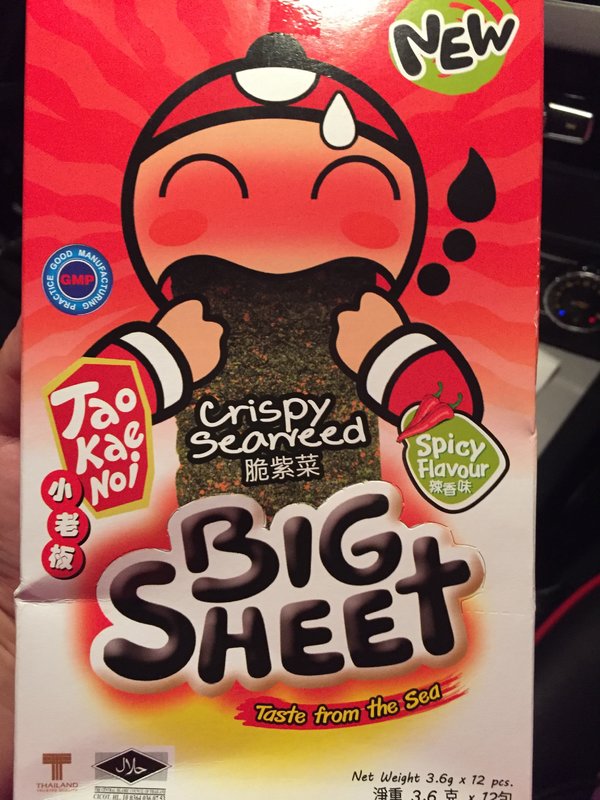 NEW
GOOD MANUFACTURING PRACTICE
GMP
Tao
Kae
Noi
小老板
Crispy
Seaweed
脆紫菜
Spicy
Flavour
辣香味
BIG
SHEET
Taste from the Sea
THAILAND
حلال
Net Weight 3.6g x 12 pcs.
淨重 3.6 克 x 12包